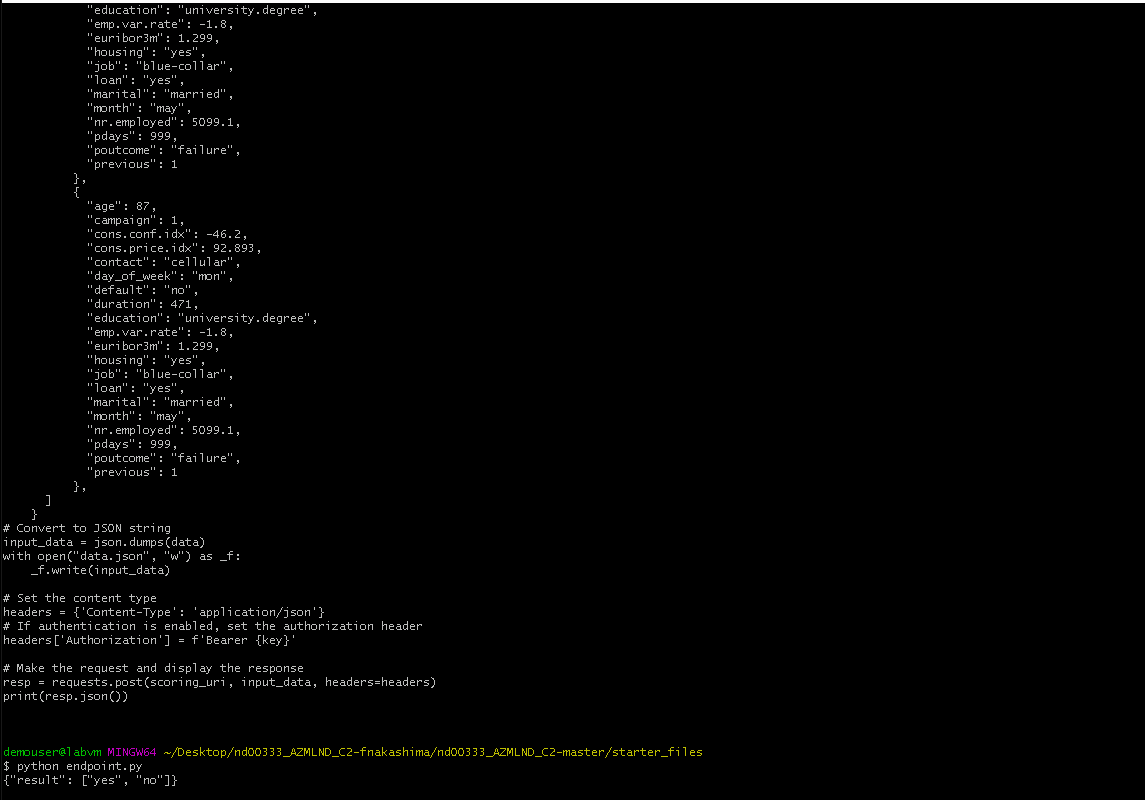 "education": "university.degree",
"emp.var.rate": -1.8,
"euribor3m": 1.299,
"housing": "yes",
"job": "blue-collar",
"loan": "yes",
"marital": "married",
"month": "may",
"nr.employed": 5099.1,
"pdays": 999,
"poutcome": "failure",
"previous": 1
},
{
"age": 87,
"campaign": 1,
"cons.conf.idx": -46.2,
"cons.price.idx": 92.893,
"contact": "cellular",
"day_of_week": "mon",
"default": "no",
"duration": 471,
"education": "university.degree",
"emp.var.rate": -1.8,
"euribor3m": 1.299,
"housing": "yes",
"job": "blue-collar",
"loan": "yes",
"marital": "married",
"month": "may",
"nr.employed": 5099.1,
"pdays": 999,
"poutcome": "failure",
"previous": 1
},
]
}
# Convert to JSON string
input_data = json.dumps(data)
with open("data.json", "w") as _f:
_f.write(input_data)
# Set the content type
headers = {'Content-Type': 'application/json'}
# If authentication is enabled, set the authorization header
headers['Authorization'] = f'Bearer {key}'
# Make the request and display the response
resp = requests.post(scoring_uri, input_data, headers=headers)
print(resp.json())
demouser@labvm MINGW64 ~/Desktop/nd00333_AZMLND_C2-fnakashima/nd00333_AZMLND_C2-master/starter_files
$ python endpoint.py
{"result": ["yes", "no"]}